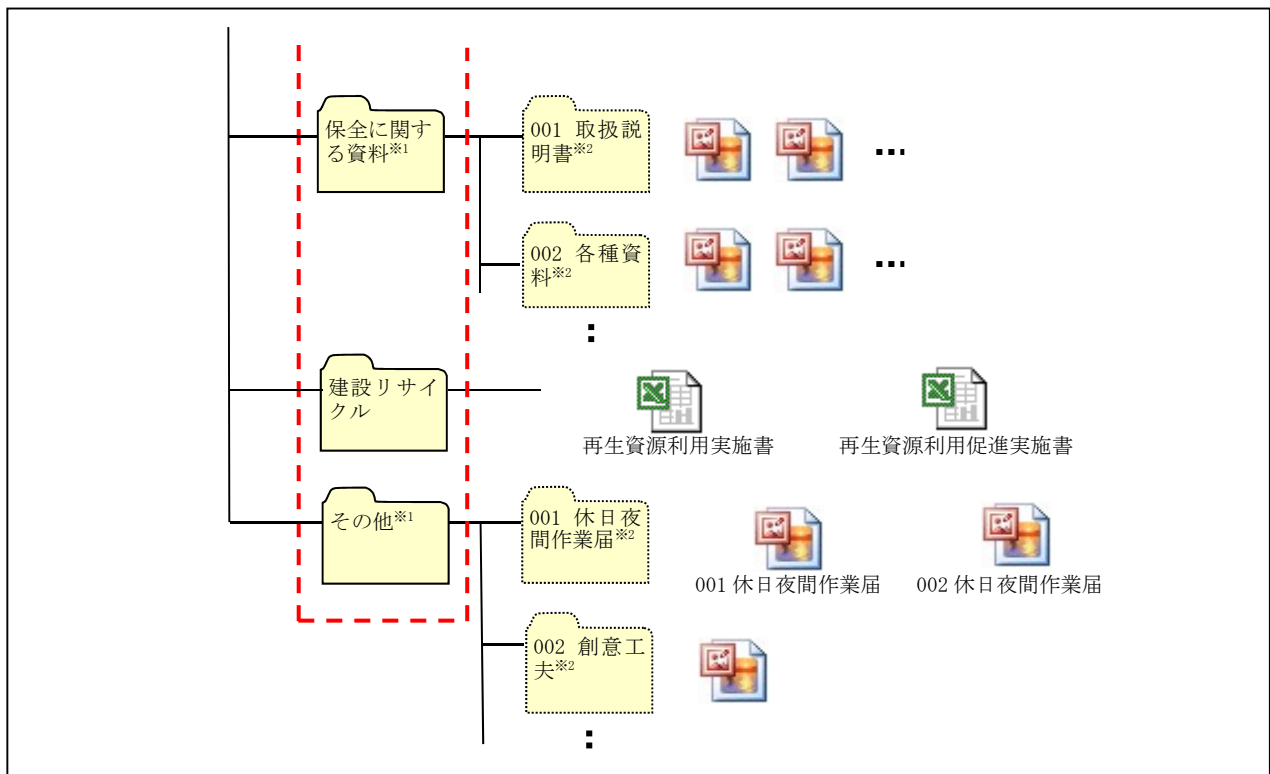 保全に関す
る資料※1
001 取扱説
明書※2
…
002 各種資
料※2
…
:
建設リサイ
クル
再生資源利用実施書
再生資源利用促進実施書
その他※1
001 休日夜
間作業届※2
001 休日夜間作業届
002 休日夜間作業届
002 創意工
夫※2
: